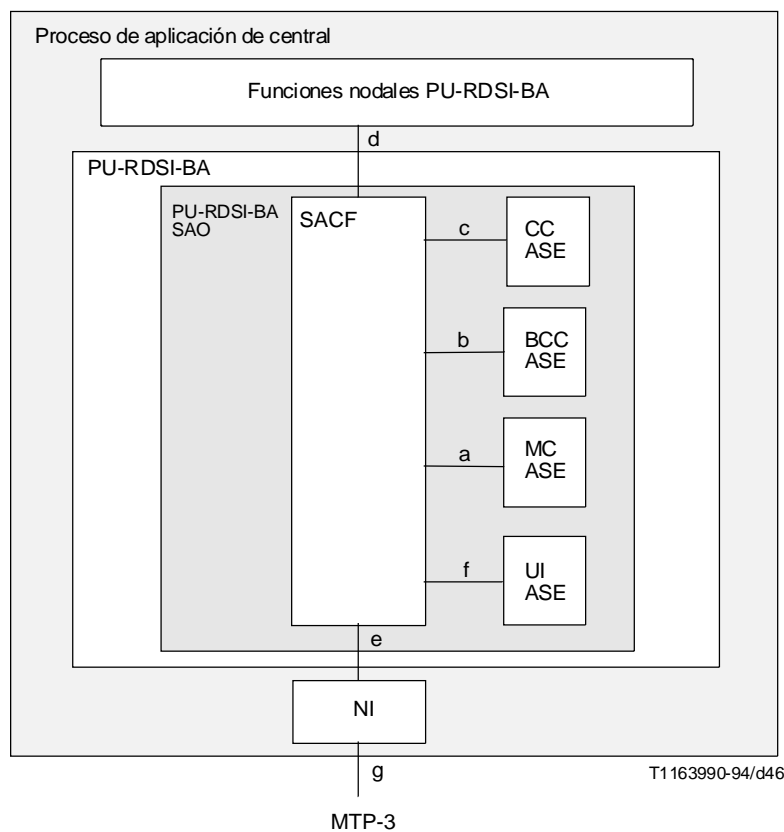 Proceso de aplicación de central
Funciones nodales PU-RDSI-BA
d
PU-RDSI-BA
PU-RDSI-BA
SAO
SACF
c
CC
ASE
b
BCC
ASE
a
MC
ASE
f
UI
ASE
e
NI
g
T1163990-94/d46
MTP-3